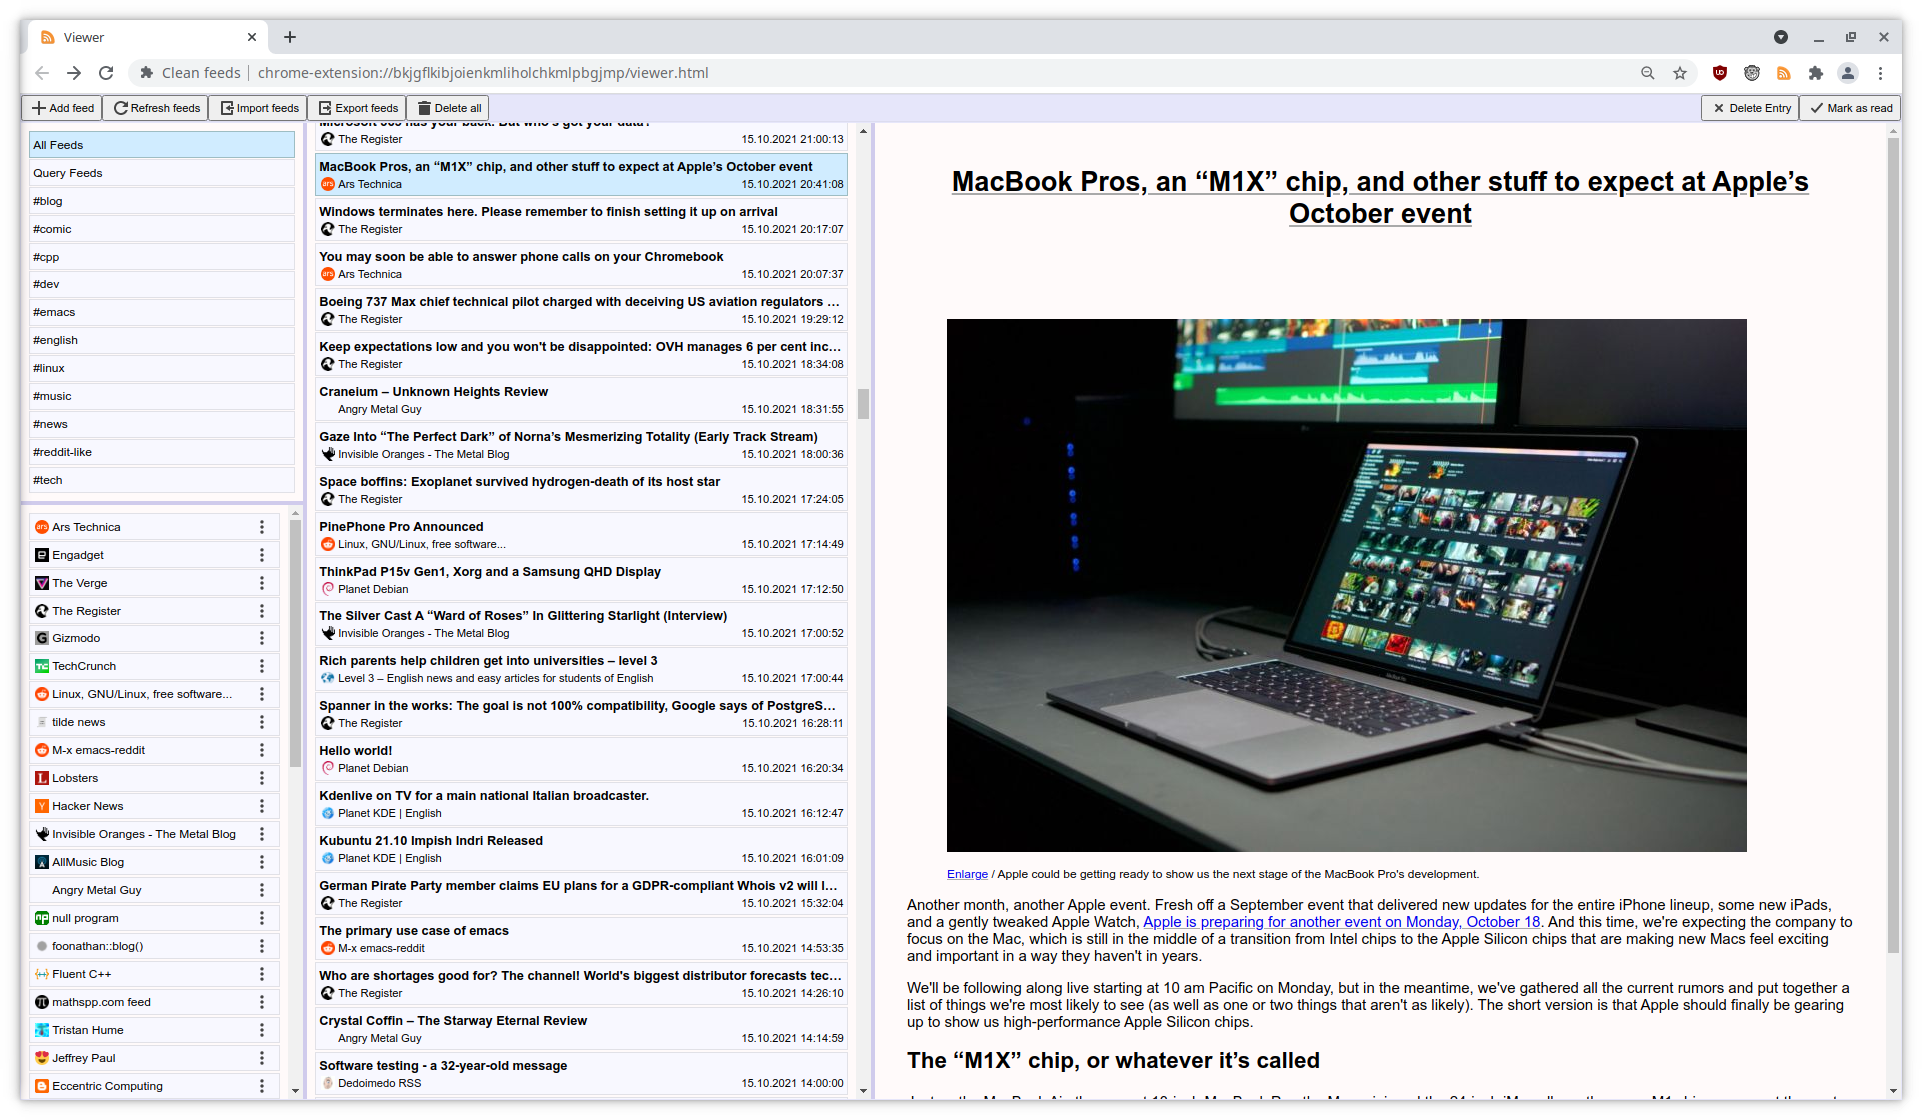 Viewer
Clean feeds
chrome-extension://bkjgflkibjoienkmliholchkmlpbgjmp/viewer.html
Add feed
Refresh feeds
Import feeds
Export feeds
Delete all
Delete Entry
Mark as read
All Feeds
Query Feeds
#blog
#comic
#cpp
#dev
#emacs
#english
#linux
#music
#news
#reddit-like
#tech
Ars Technica
Engadget
The Verge
The Register
Gizmodo
TechCrunch
Linux, GNU/Linux, free software...
tilde news
M-x emacs-reddit
Lobsters
Hacker News
Invisible Oranges - The Metal Blog
AllMusic Blog
Angry Metal Guy
null program
foonathan::blog()
Fluent C++
mathspp.com feed
Tristan Hume
Jeffrey Paul
Eccentric Computing
Microsoft 365 has your back. But who's got your data?
The Register 15.10.2021 21:00:13
MacBook Pros, an “M1X” chip, and other stuff to expect at Apple’s October event
Ars Technica 15.10.2021 20:41:08
Windows terminates here. Please remember to finish setting it up on arrival
The Register 15.10.2021 20:17:07
You may soon be able to answer phone calls on your Chromebook
Ars Technica 15.10.2021 20:07:37
Boeing 737 Max chief technical pilot charged with deceiving US aviation regulators …
The Register 15.10.2021 19:29:12
Keep expectations low and you won't be disappointed: OVH manages 6 per cent inc…
The Register 15.10.2021 18:34:08
Craneium – Unknown Heights Review
Angry Metal Guy 15.10.2021 18:31:55
Gaze Into “The Perfect Dark” of Norna’s Mesmerizing Totality (Early Track Stream)
Invisible Oranges - The Metal Blog 15.10.2021 18:00:36
Space boffins: Exoplanet survived hydrogen-death of its host star
The Register 15.10.2021 17:24:05
PinePhone Pro Announced
Linux, GNU/Linux, free software... 15.10.2021 17:14:49
ThinkPad P15v Gen1, Xorg and a Samsung QHD Display
Planet Debian 15.10.2021 17:12:50
The Silver Cast A “Ward of Roses” In Glittering Starlight (Interview)
Invisible Oranges - The Metal Blog 15.10.2021 17:00:52
Rich parents help children get into universities – level 3
Level 3 – English news and easy articles for students of English 15.10.2021 17:00:44
Spanner in the works: The goal is not 100% compatibility, Google says of PostgreS…
The Register 15.10.2021 16:28:11
Hello world!
Planet Debian 15.10.2021 16:20:34
Kdenlive on TV for a main national Italian broadcaster.
Planet KDE | English 15.10.2021 16:12:47
Kubuntu 21.10 Impish Indri Released
Planet KDE | English 15.10.2021 16:01:09
German Pirate Party member claims EU plans for a GDPR-compliant Whois v2 will l…
The Register 15.10.2021 15:32:04
The primary use case of emacs
M-x emacs-reddit 15.10.2021 14:53:35
Who are shortages good for? The channel! World's biggest distributor forecasts tec…
The Register 15.10.2021 14:26:10
Crystal Coffin – The Starway Eternal Review
Angry Metal Guy 15.10.2021 14:14:59
Software testing - a 32-year-old message
Dedoimedo RSS 15.10.2021 14:00:00
MacBook Pros, an “M1X” chip, and other stuff to expect at Apple’s
October event
Enlarge / Apple could be getting ready to show us the next stage of the MacBook Pro's development.
Another month, another Apple event. Fresh off a September event that delivered new updates for the entire iPhone lineup, some new iPads,
and a gently tweaked Apple Watch, Apple is preparing for another event on Monday, October 18. And this time, we're expecting the company to
focus on the Mac, which is still in the middle of a transition from Intel chips to the Apple Silicon chips that are making new Macs feel exciting
and important in a way they haven't in years.
We'll be following along live starting at 10 am Pacific on Monday, but in the meantime, we've gathered all the current rumors and put together a
list of things we're most likely to see (as well as one or two things that aren't as likely). The short version is that Apple should finally be gearing
up to show us high-performance Apple Silicon chips.
The “M1X” chip, or whatever it’s called